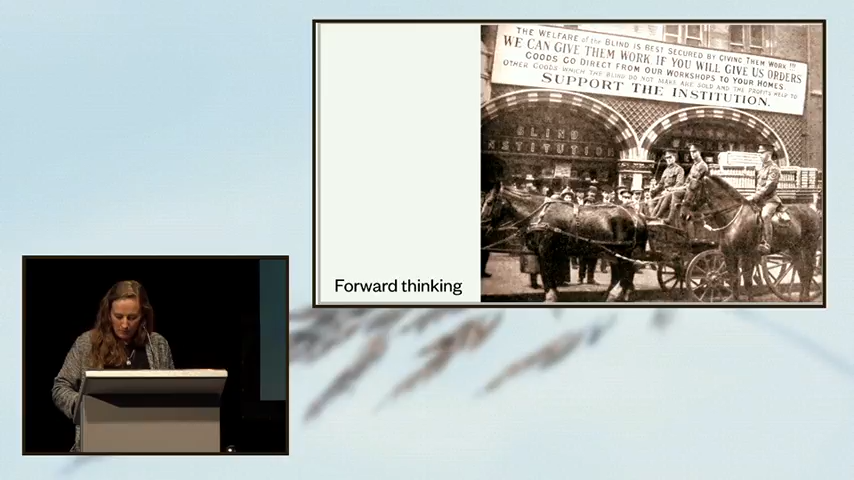 THE WELFARE of the BLIND IS BEST SECURED BY GIVING THEM WORK !!!
WE CAN GIVE THEM WORK, IF YOU WILL GIVE US ORDERS
GOODS GO DIRECT FROM OUR WORKSHOPS TO YOUR HOMES.
OTHER GOODS WHICH THE BLIND DO NOT MAKE ARE SOLD AND THE PROFITS HELP TO
SUPPORT THE INSTITUTION.
BLIND
INSTITUTION
Forward thinking